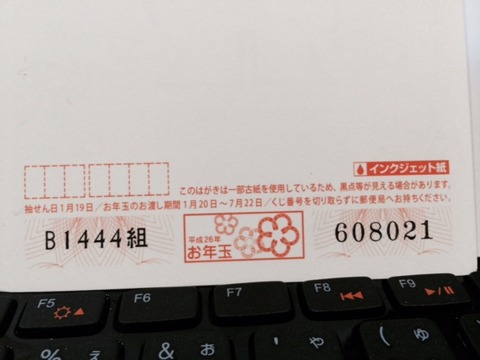 インクジェット紙
このはがきは一部古紙を使用しているため、黒点等が見える場合があります。
抽せん日1月19日/お年玉のお渡し期間1月20日〜7月22日/くじ番号を切り取らずに郵便局へお持ちください。
B1444組
平成26年
お年玉
608021
F5
F6
F7
F8
F9
%
え
&
お
'
や
(
ゆ